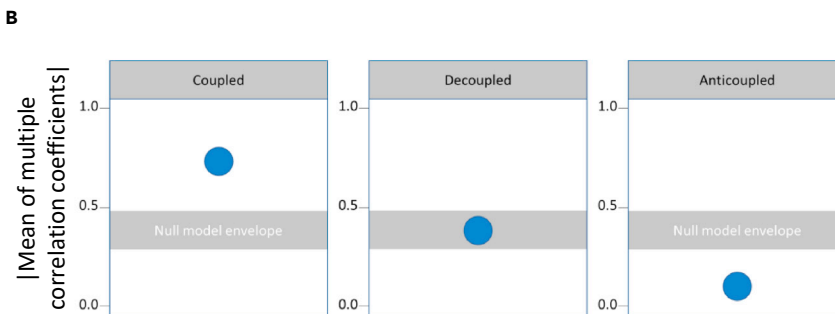 B
|Mean of multiple
correlation coefficients|
Coupled
1.0
0.5
Null model envelope
0.0
Decoupled
1.0
0.5
0.0
Anticoupled
1.0
0.5
Null model envelope
0.0